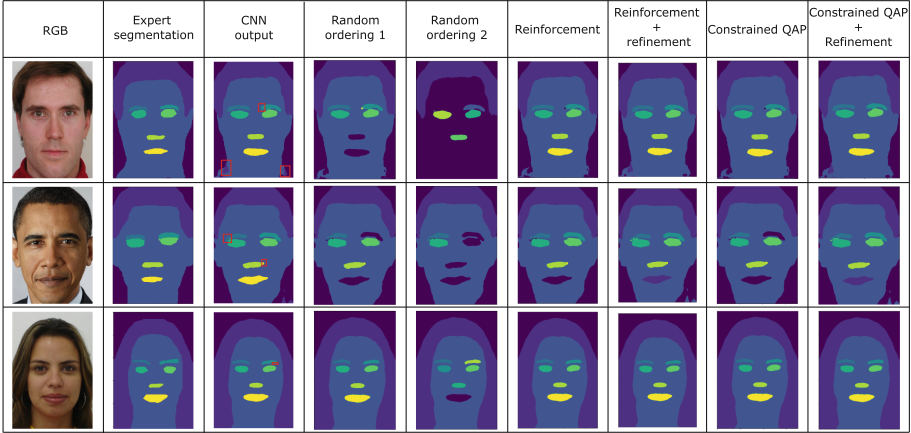 RGB
Expert
segmentation
CNN
output
Random
ordering 1
Random
ordering 2
Reinforcement
Reinforcement
+
refinement
Constrained QAP
Constrained QAP
+
Refinement